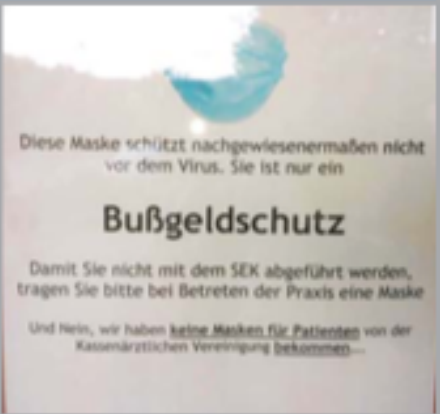 Diese Maske schützt nachgewiesenermaßen nicht
vor dem Virus. Sie ist nur ein
Bußgeldschutz
Damit Sie nicht mit dem SEK abgeführt werden,
tragen Sie bitte bei Betreten der Praxis eine Maske
Und Nein, wir haben keine Masken für Patienten von der
Kassenärztlichen Vereinigung bekommen...